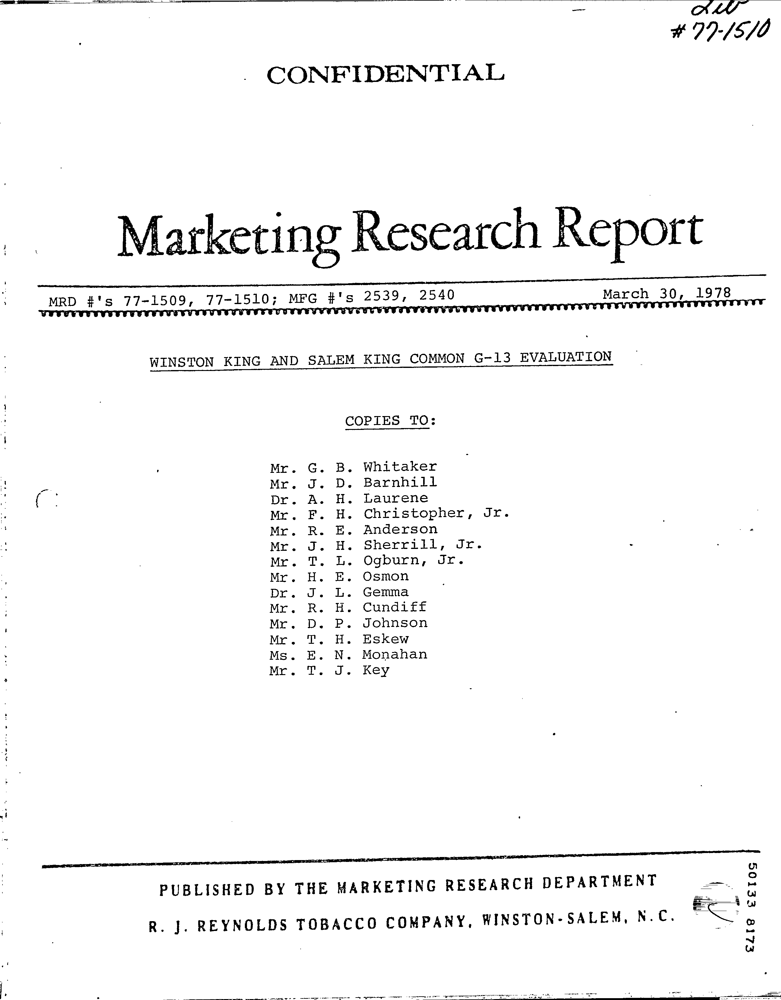 Lib
# 77-1510
CONFIDENTIAL
Marketing Research Report
MRD #'s 77-1509, 77-1510; MFG #'s 2539, 2540 March 30, 1978
WINSTON KING AND SALEM KING COMMON G-13 EVALUATION
COPIES TO:
Mr. G. B. Whitaker
Mr. J. D. Barnhill
Dr. A. H. Laurene
Mr. F. H. Christopher, Jr.
Mr. R. E. Anderson
Mr. J. H. Sherrill, Jr.
Mr. T. L. Ogburn, Jr.
Mr. H. E. Osmon
Dr. J. L. Gemma
Mr. R. H. Cundiff
Mr. D. P. Johnson
Mr. T. H. Eskew
Ms. E. N. Monahan
Mr. T. J. Key
PUBLISHED BY THE MARKETING RESEARCH DEPARTMENT
R. J. REYNOLDS TOBACCO COMPANY, WINSTON-SALEM, N.C.
50133 8173